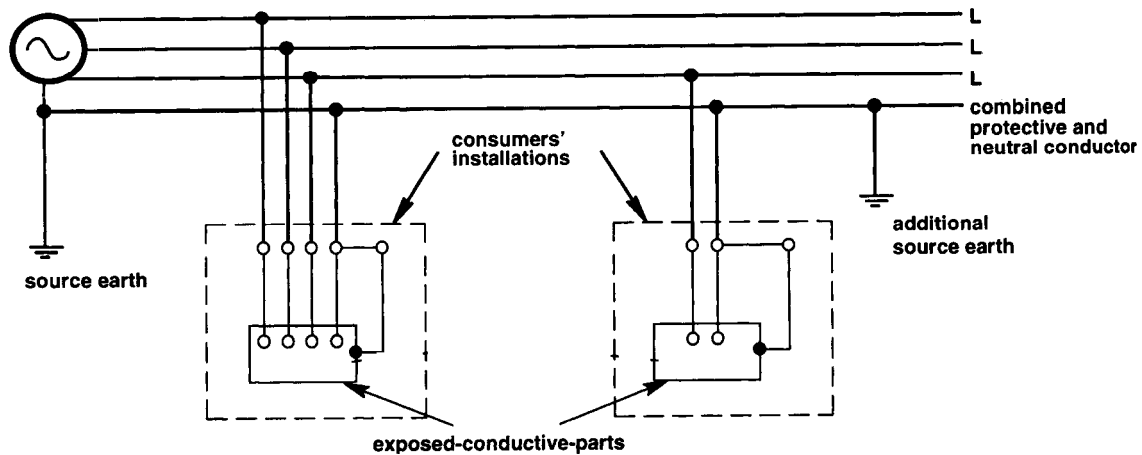 L
L
L
combined
protective and
neutral conductor
consumers'
installations
additional
source earth
source earth
exposed-conductive-parts